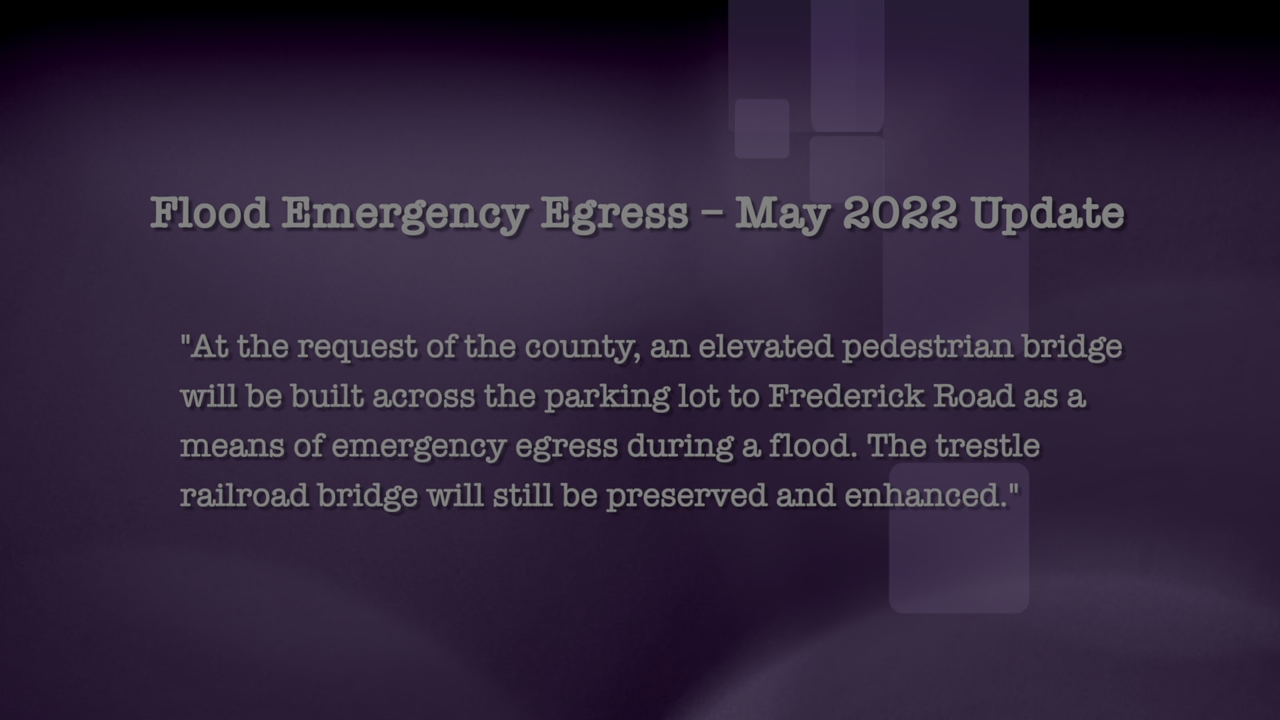 Flood Emergency Egress – May 2022 Update
"At the request of the county, an elevated pedestrian bridge
will be built across the parking lot to Frederick Road as a
means of emergency egress during a flood. The trestle
railroad bridge will still be preserved and enhanced."